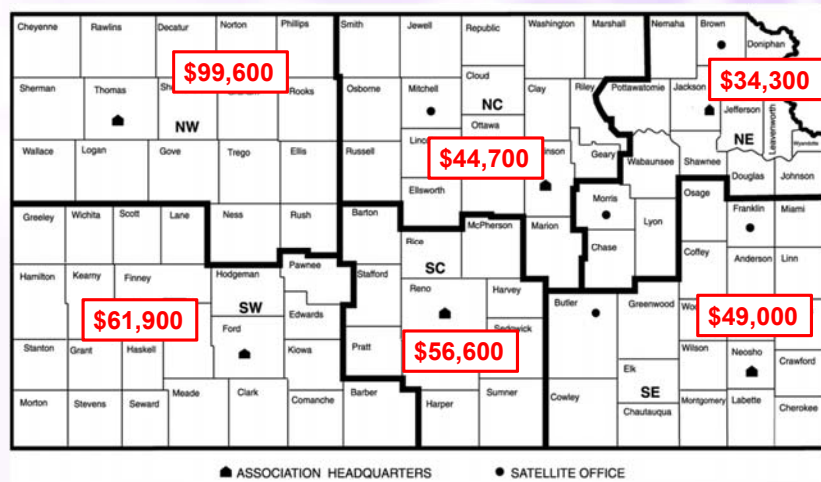 Cheyenne Rawlins Decatur Norton Phillips Smith Jewell Republic Washington Marshall Nemaha Brown
Doniphan
$99,600
$34,300
Sherman Thomas Rooks Osborne Mitchell Cloud Clay Riley Pottawatomie Jackson
NW
NC
Jefferson
Leavenworth
NE
Wyandotte
Ottawa
Wallace Logan Gove Trego Ellis Russell
$44,700
Geary Wabaunsee Shawnee
Ellsworth
Morris
Douglas Johnson
Greeley Wichita Scott Lane Ness Rush Barton
Rice McPherson Marion
Chase Lyon
Osage Franklin Miami
Hamilton Kearny Finney Hodgeman Pawnee Stafford
SC
Coffey Anderson Linn
SW
Reno Harvey
Butler Greenwood
$61,900
Ford Edwards
Sedgwick
$49,000
Stanton Grant Haskell Kiowa Pratt
$56,600
Wilson Neosho Crawford
Elk
SE
Morton Stevens Seward Meade Clark Comanche Barber Harper Sumner Cowley Chautauqua Montgomery Labette Cherokee
ASSOCIATION HEADQUARTERS SATELLITE OFFICE